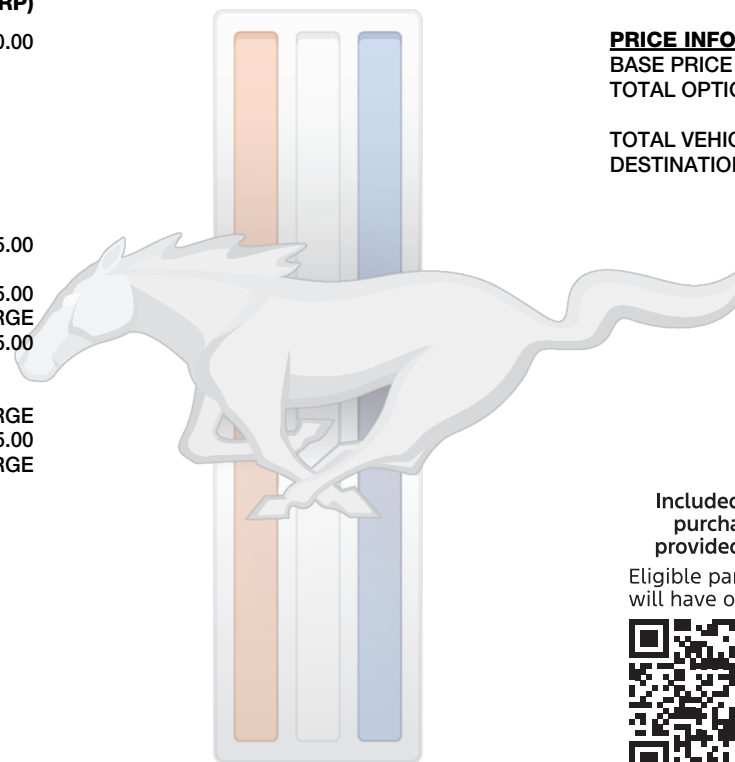 RP)
0.00
5.00
5.00
RGE
5.00
RGE
5.00
RGE
PRICE INFO
BASE PRICE
TOTAL OPTIO
TOTAL VEHIC
DESTINATION
Included
purcha
provided
Eligible par
will have o